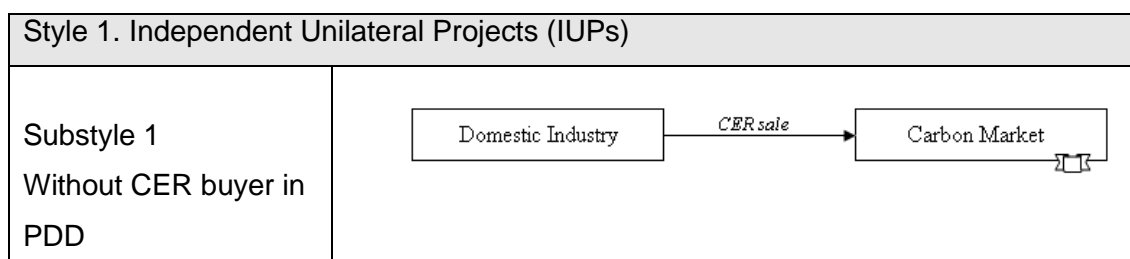 Style 1. Independent Unilateral Projects (IUPs)
Substyle 1
Without CER buyer in
PDD
Domestic Industry
CER sale
Carbon Market